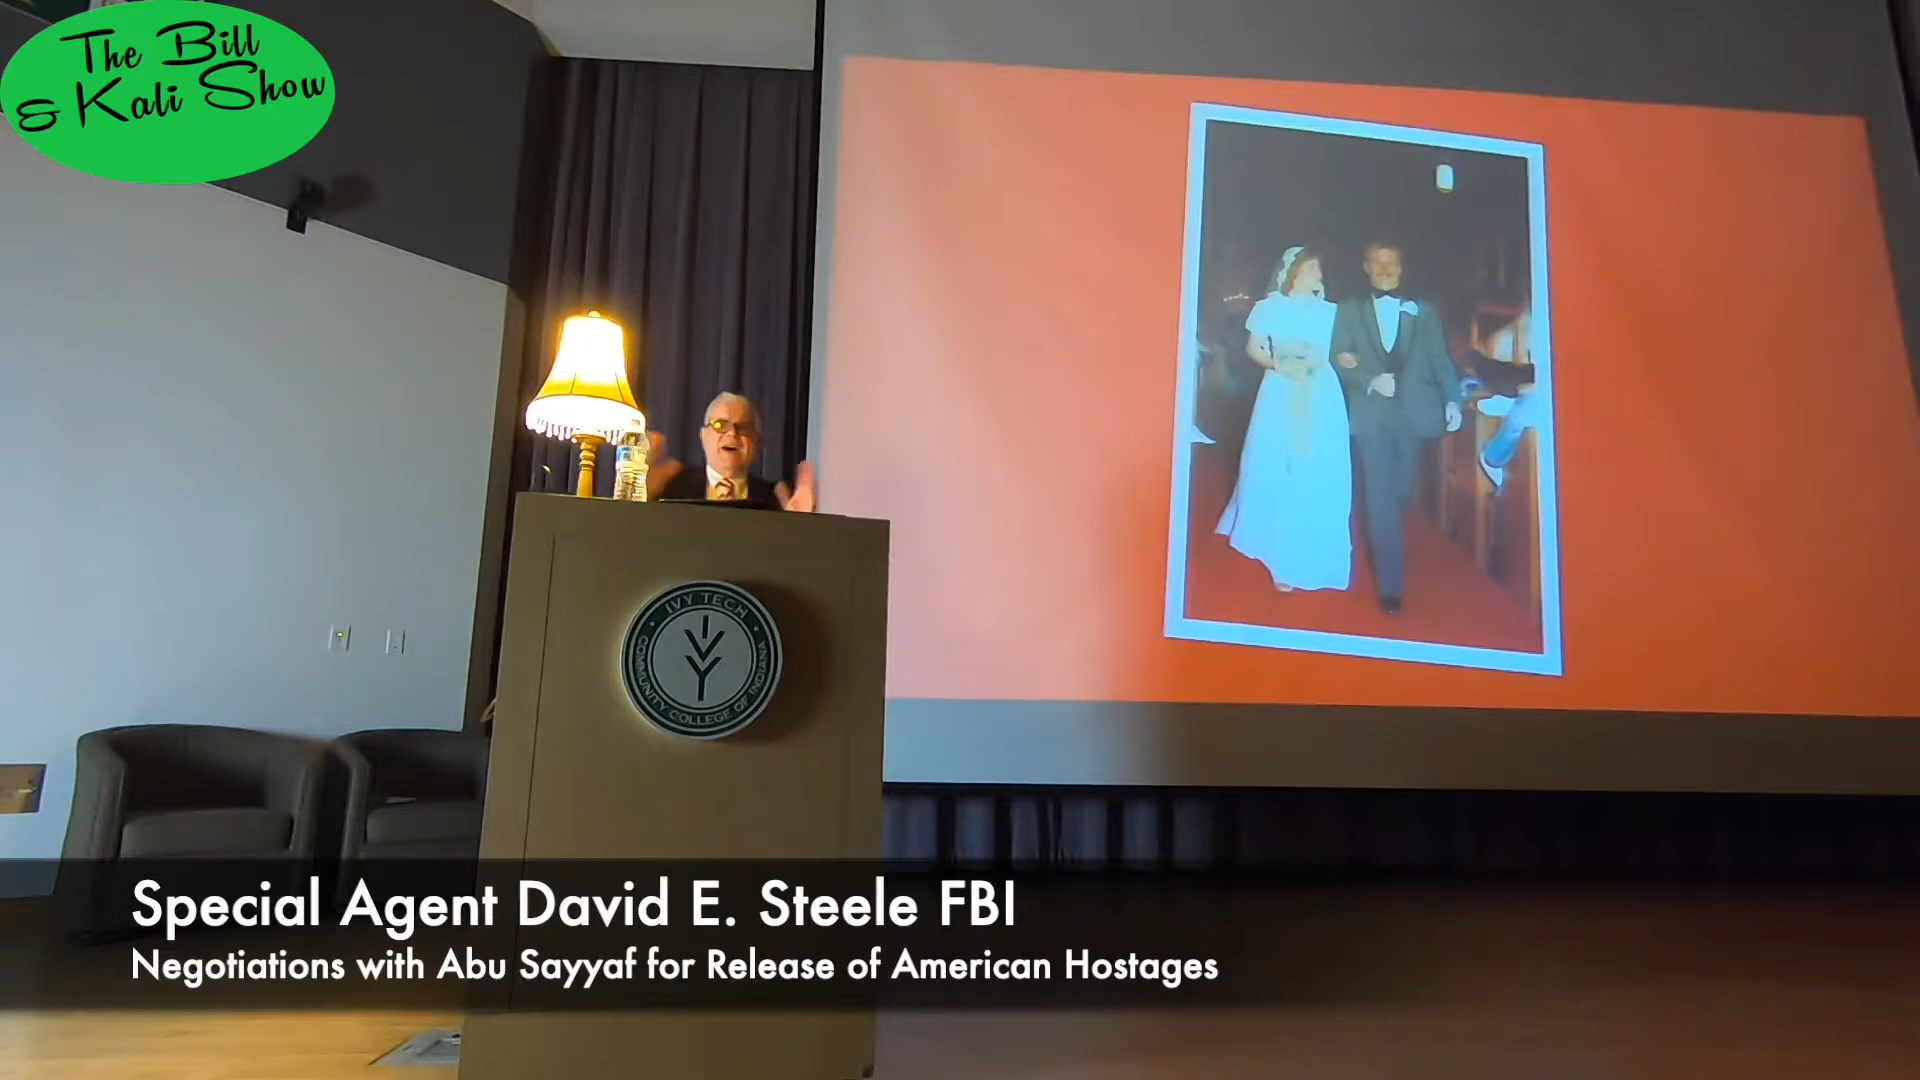 The Bill
& Kali Show
IVY TECH
COMMUNITY COLLEGE OF INDIANA
Special Agent David E. Steele FBI
Negotiations with Abu Sayyaf for Release of American Hostages